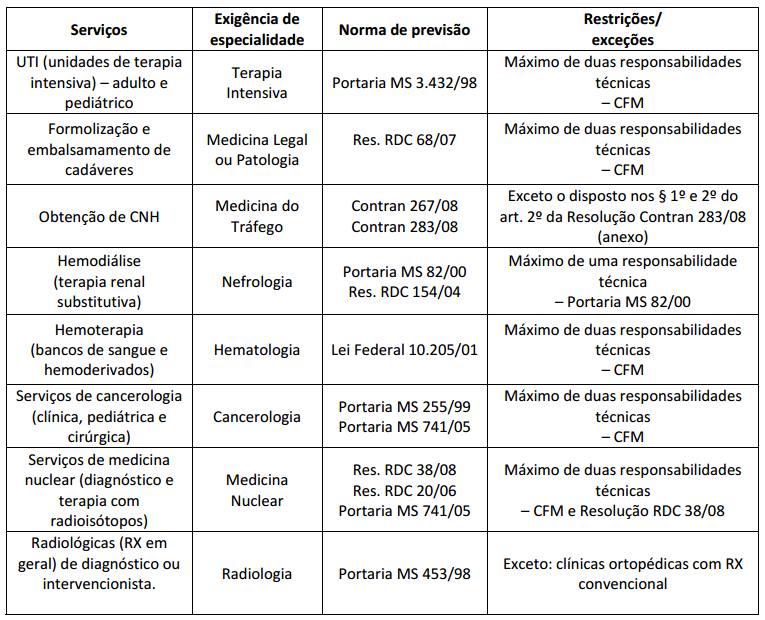 Serviços
Exigência de
especialidade
Norma de previsão
Restrições/
exceções
UTI (unidades de terapia
intensiva) – adulto e
pediátrico
Terapia
Intensiva
Portaria MS 3.432/98
Máximo de duas responsabilidades
técnicas
– CFM
Formolização e
embalsamamento de
cadáveres
Medicina Legal
ou Patologia
Res. RDC 68/07
Máximo de duas responsabilidades
técnicas
– CFM
Obtenção de CNH
Medicina do
Tráfego
Contran 267/08
Contran 283/08
Exceto o disposto nos § 1º e 2º do
art. 2º da Resolução Contran 283/08
(anexo)
Hemodiálise
(terapia renal
substitutiva)
Nefrologia
Portaria MS 82/00
Res. RDC 154/04
Máximo de uma responsabilidade
técnica
– Portaria MS 82/00
Hemoterapia
(bancos de sangue e
hemoderivados)
Hematologia
Lei Federal 10.205/01
Máximo de duas responsabilidades
técnicas
– CFM
Serviços de cancerologia
(clínica, pediátrica e
cirúrgica)
Cancerologia
Portaria MS 255/99
Portaria MS 741/05
Máximo de duas responsabilidades
técnicas
– CFM
Serviços de medicina
nuclear (diagnóstico e
terapia com
radioisótopos)
Medicina
Nuclear
Res. RDC 38/08
Res. RDC 20/06
Portaria MS 741/05
Máximo de duas responsabilidades
técnicas
– CFM e Resolução RDC 38/08
Radiológicas (RX em
geral) de diagnóstico ou
intervencionista.
Radiologia
Portaria MS 453/98
Exceto: clínicas ortopédicas com RX
convencional